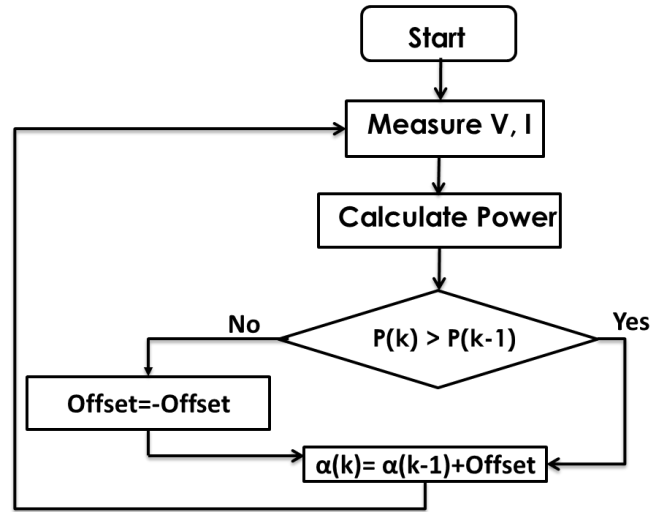 Start
Measure V, I
Calculate Power
P(k) > P(k-1)
No
Yes
Offset=-Offset
α(k)= α(k-1)+Offset